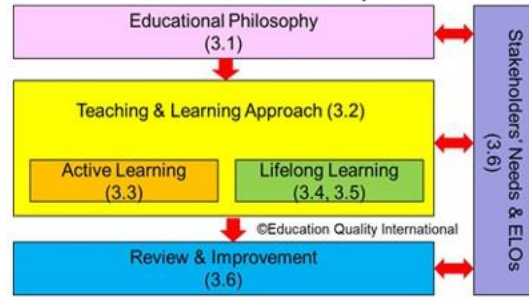 Educational Philosophy
(3.1)
Teaching & Learning Approach (3.2)
Active Learning
(3.3)
Lifelong Learning
(3.4, 3.5)
©Education Quality International
Review & Improvement
(3.6)
Stakeholders' Needs & ELOs
(3.6)